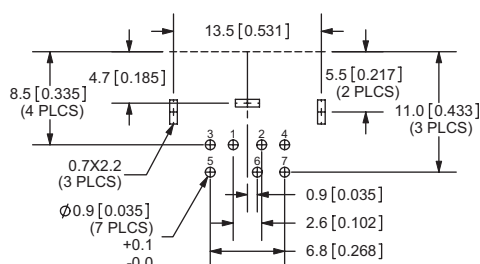 13.5 [0.531]
4.7 [0.185]
5.5 [0.217]
(2 PLCS)
8.5 [0.335]
(4 PLCS)
11.0 [0.433]
(3 PLCS)
3 1 2 4
0.7X2.2
(3 PLCS)
5 6 7
Ø0.9 [0.035]
(7 PLCS)
+0.1
-0.0
0.9 [0.035]
2.6 [0.102]
6.8 [0.268]